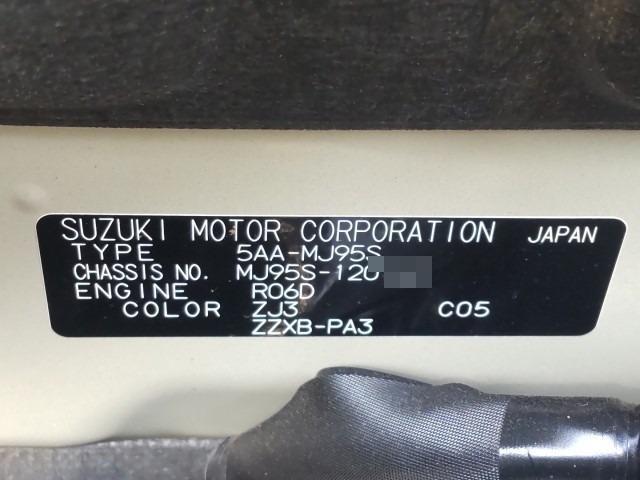 SUZUKI MOTOR CORPORATION JAPAN
TYPE 5AA-MJ95S
CHASSIS NO. MJ95S-120
ENGINE R06D
COLOR ZJ3 C05
ZZXB-PA3